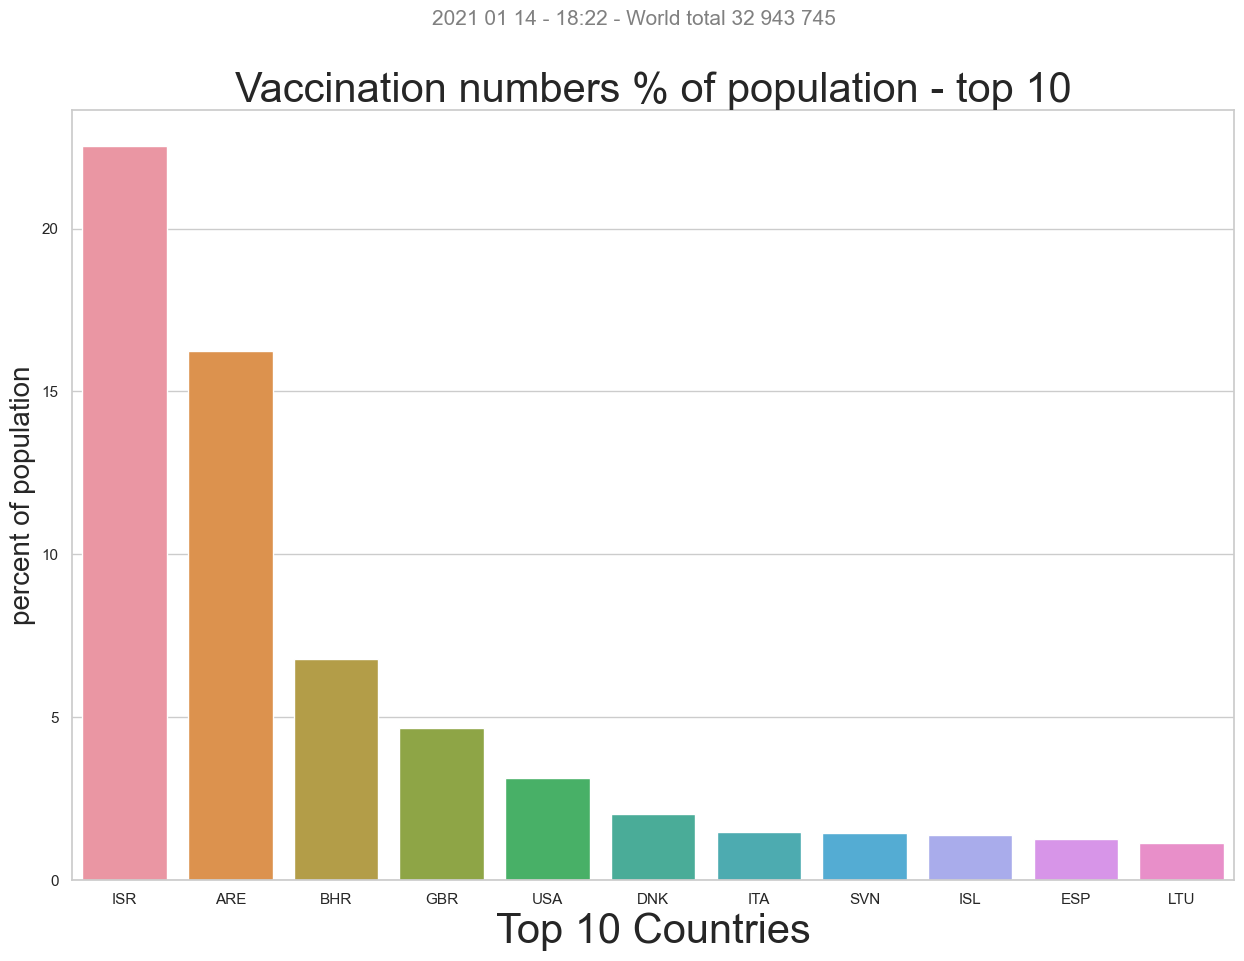 2021 01 14 - 18:22 - World total 32 943 745
Vaccination numbers % of population - top 10
percent of population
20
15
10
5
0
ISR ARE BHR GBR USA DNK ITA SVN ISL ESP LTU
Top 10 Countries